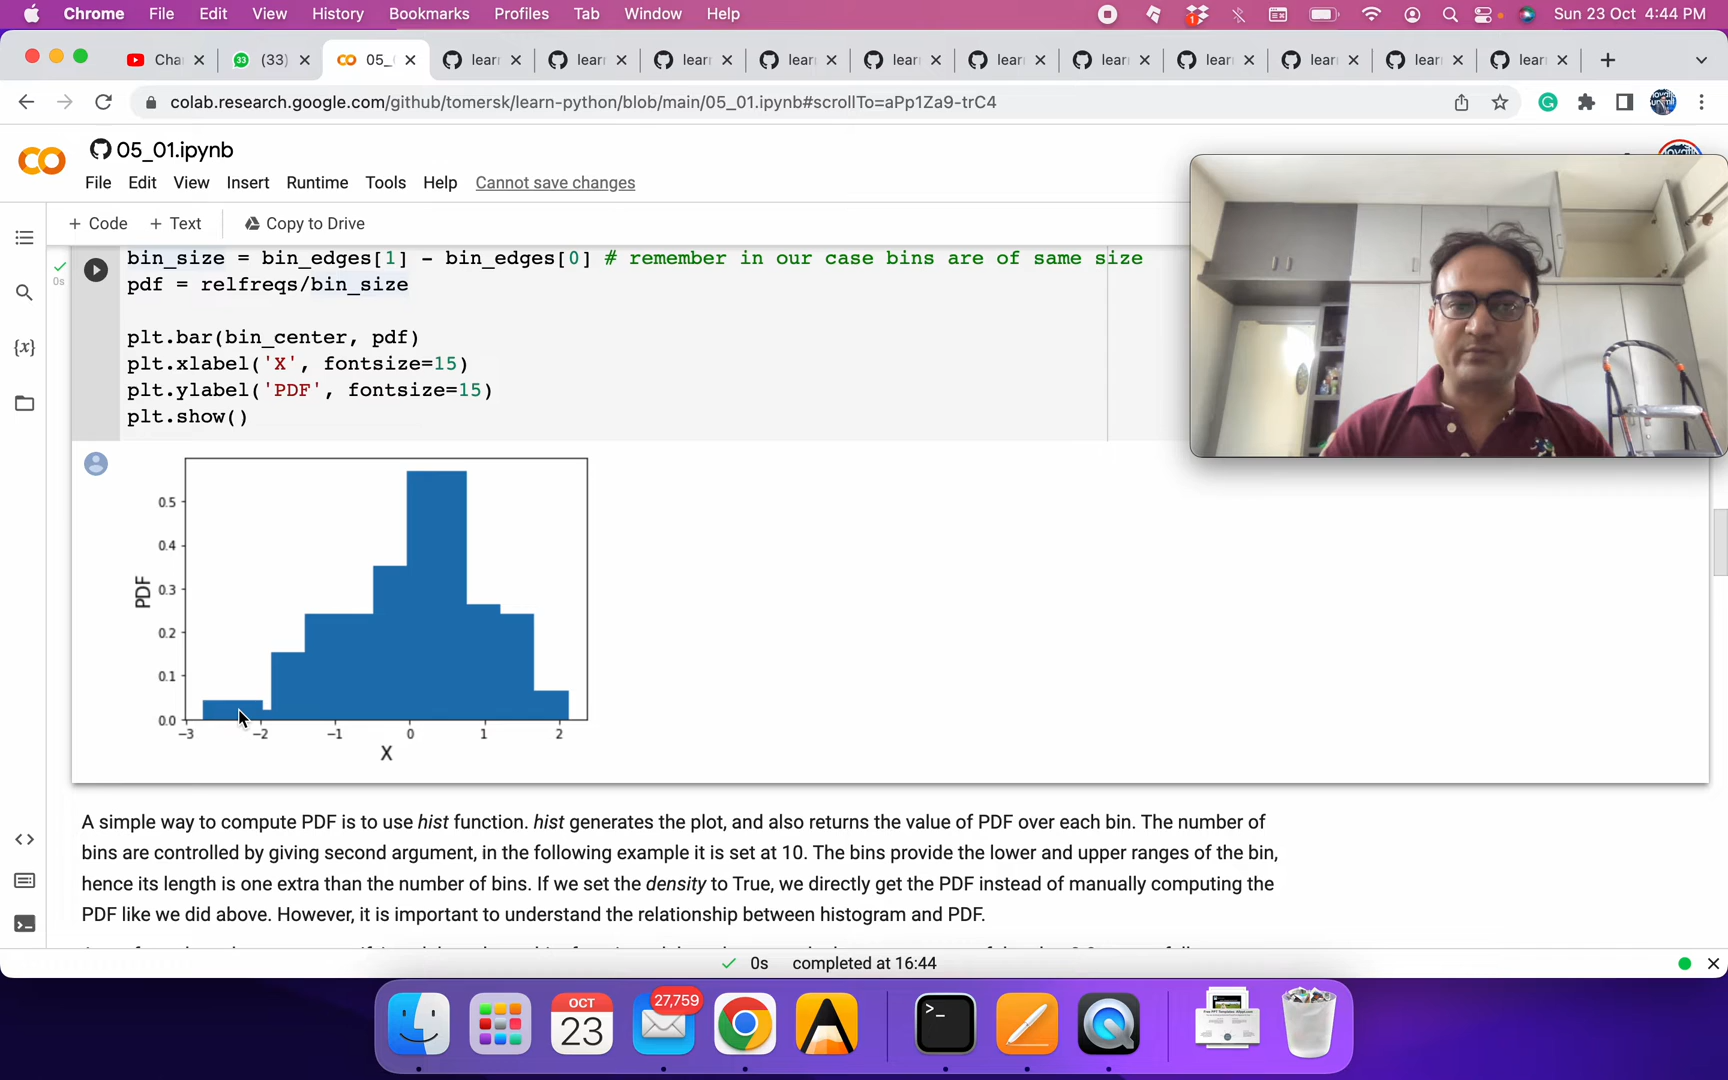 Chrome File Edit View History Bookmarks Profiles Tab Window Help
1
Sun 23 Oct 4:44 PM
Cha
33
(33)
05_
lear
lear
lear
lear
lear
lear
lear
lear
lear
lear
lear
colab.research.google.com/github/tomersk/learn-python/blob/main/05_01.ipynb#scrollTo=aPp1Za9-trC4
05_01.ipynb
File Edit View Insert Runtime Tools Help Cannot save changes
+ Code + Text Copy to Drive
0s
bin_size = bin_edges[1] - bin_edges[0] # remember in our case bins are of same size
pdf = relfreqs/bin_size
plt.bar(bin_center, pdf)
plt.xlabel('X', fontsize=15)
plt.ylabel('PDF', fontsize=15)
plt.show()
{x}
0.5
0.4
0.3
0.2
0.1
0.0
PDF
−3 −2 −1 0 1 2
X
A simple way to compute PDF is to use hist function. hist generates the plot, and also returns the value of PDF over each bin. The number of
bins are controlled by giving second argument, in the following example it is set at 10. The bins provide the lower and upper ranges of the bin,
hence its length is one extra than the number of bins. If we set the density to True, we directly get the PDF instead of manually computing the
PDF like we did above. However, it is important to understand the relationship between histogram and PDF.
0s completed at 16:44
OCT
23
27,759